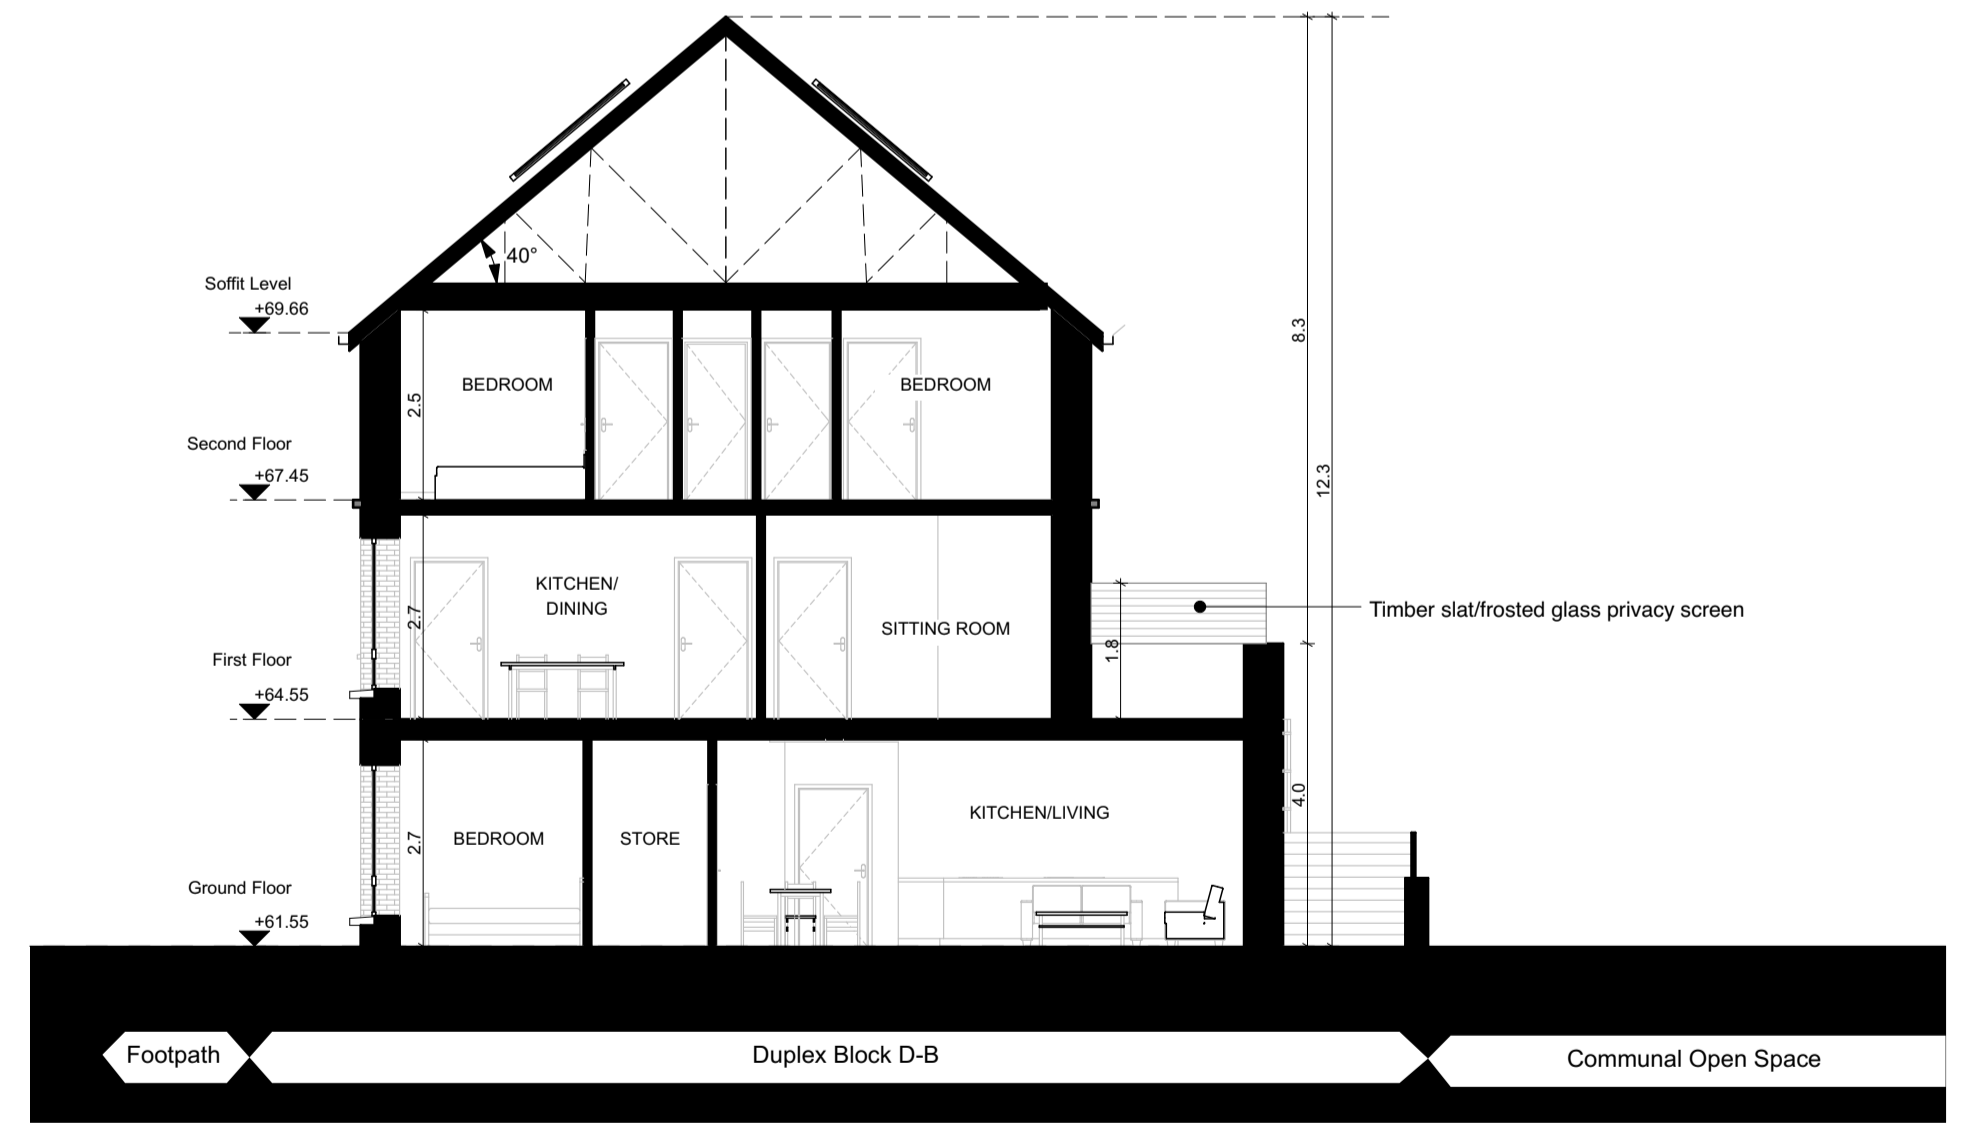 40°
Soffit Level
+69.66
8.3
BEDROOM
BEDROOM
2.5
Second Floor
+67.45
12.3
KITCHEN/
DINING
2.7
Timber slat/frosted glass privacy screen
SITTING ROOM
1.8
First Floor
+64.55
4.0
KITCHEN/LIVING
2.7
BEDROOM
STORE
Ground Floor
+61.55
Footpath
Duplex Block D-B
Communal Open Space